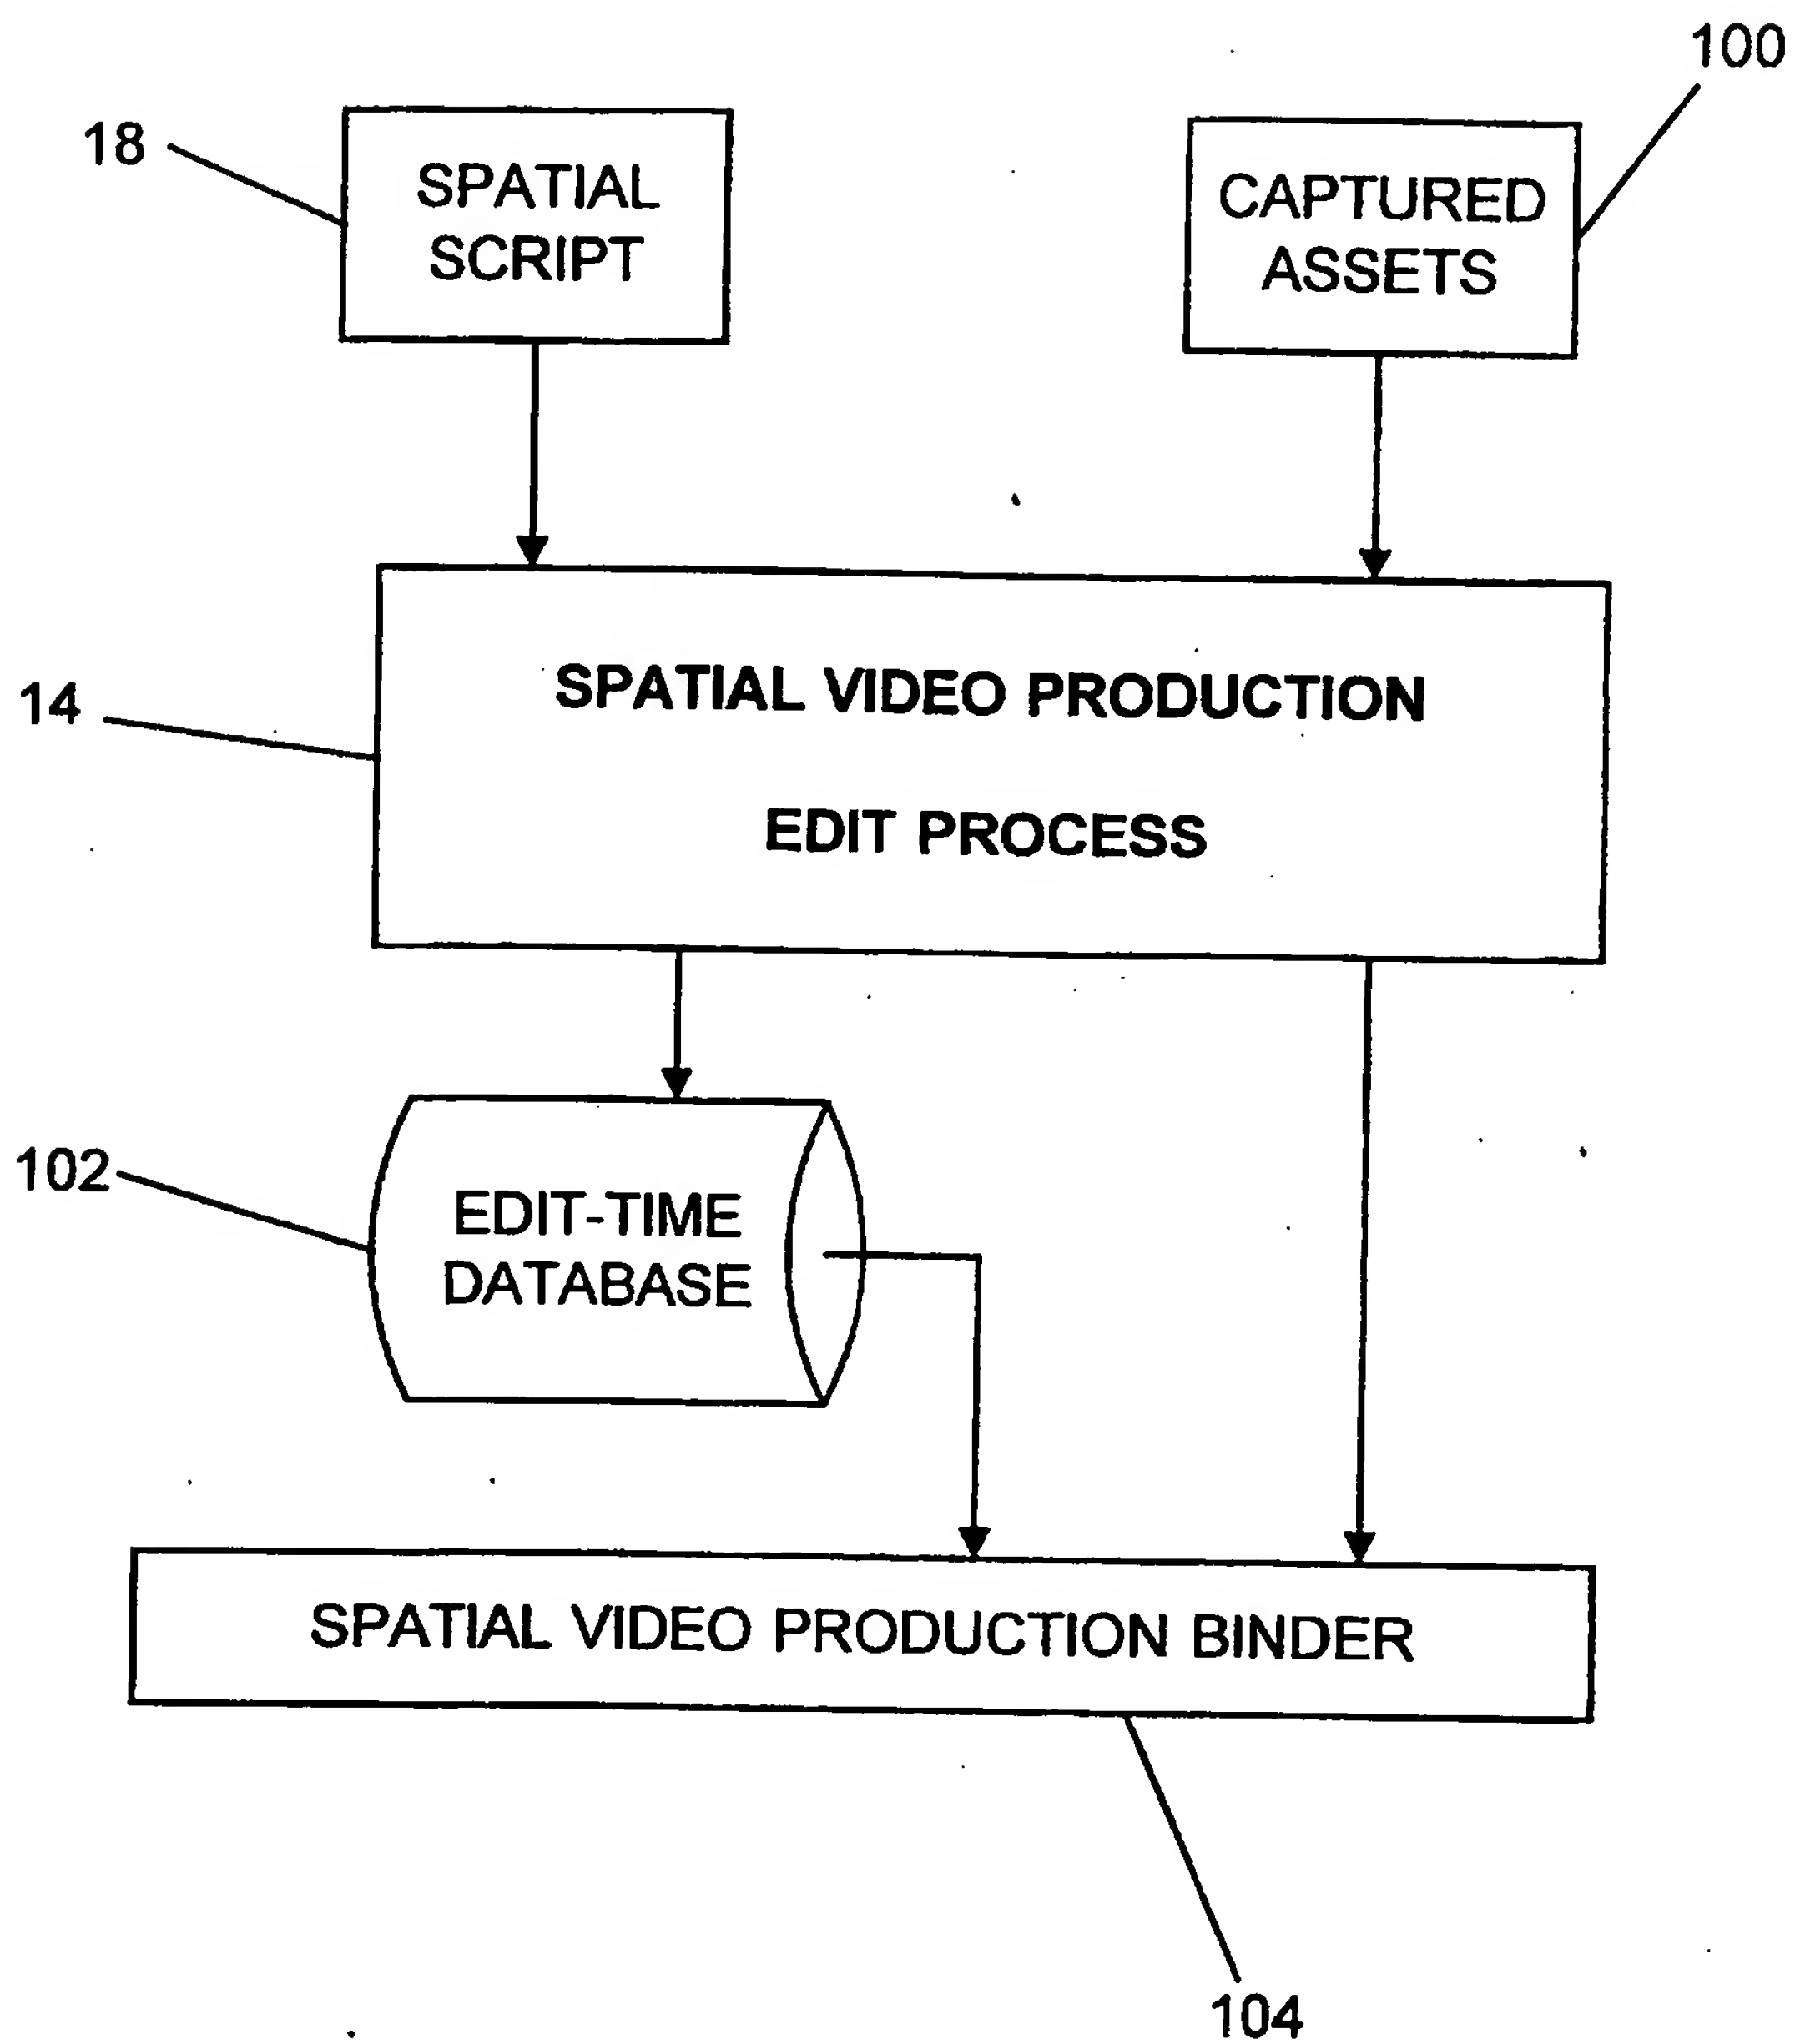 100
18
SPATIAL
SCRIPT
CAPTURED
ASSETS
14
SPATIAL VIDEO PRODUCTION
EDIT PROCESS
102
EDIT-TIME
DATABASE
SPATIAL VIDEO PRODUCTION BINDER
104